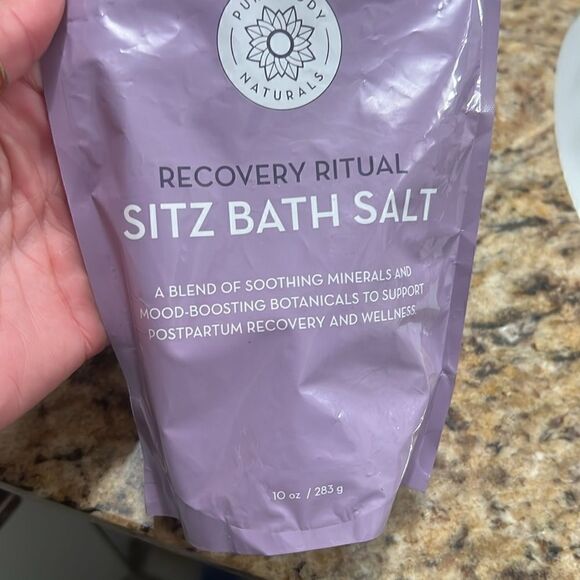 NATURALS
RECOVERY RITUAL
SITZ BATH SALT
A BLEND OF SOOTHING MINERALS AND
MOOD-BOOSTING BOTANICALS TO SUPPORT
POSTPARTUM RECOVERY AND WELLNESS.
10 oz / 283 g